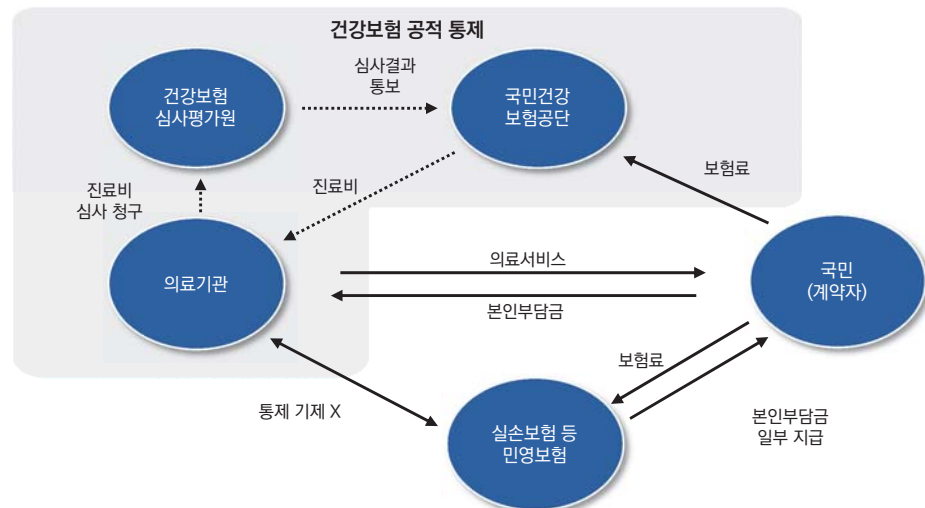 건강보험 공적 통제
건강보험
심사평가원
심사결과
통보
국민건강
보험공단
진료비
심사 청구
진료비
보험료
의료기관
의료서비스
본인부담금
국민
(계약자)
보험료
통제 기제 X
실손보험 등
민영보험
본인부담금
일부 지급